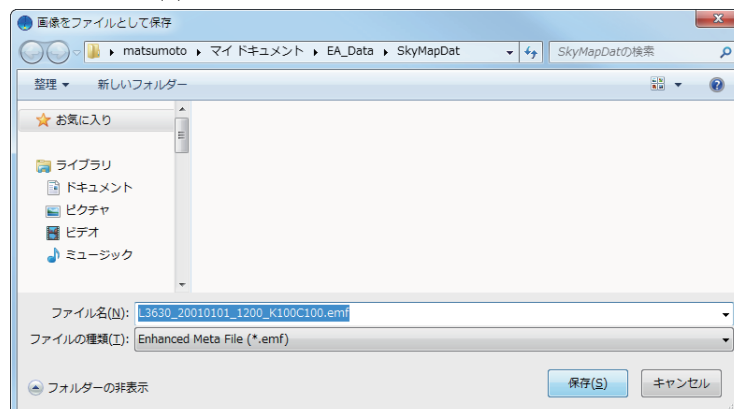 画像をファイルとして保存
matsumoto マイ ドキュメント EA_Data SkyMapDat SkyMapDatの検索
整理 新しいフォルダー
お気に入り
ライブラリ
ドキュメント
ピクチャ
ビデオ
ミュージック
ファイル名(N): L3630_20010101_1200_K100C100.emf
ファイルの種類(T): Enhanced Meta File (*.emf)
フォルダーの非表示 保存(S) キャンセル